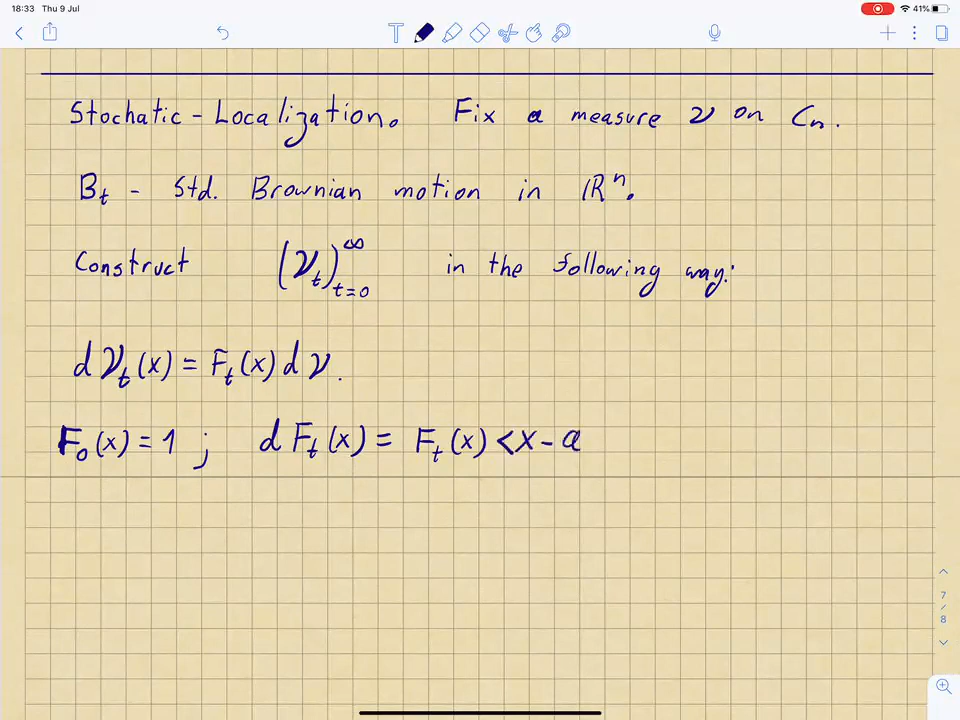 18:33 Thu 9 Jul 41%
Stochatic - Localization. Fix a measure ν on Cₙ.
Bₜ - Std. Brownian motion in ℝⁿ.
Construct (νₜ)ₜ₌₀^∞ in the following way:
dνₜ(x) = Fₜ(x) dν.
F₀(x) = 1 ; dFₜ(x) = Fₜ(x) <x - a
7
/
8